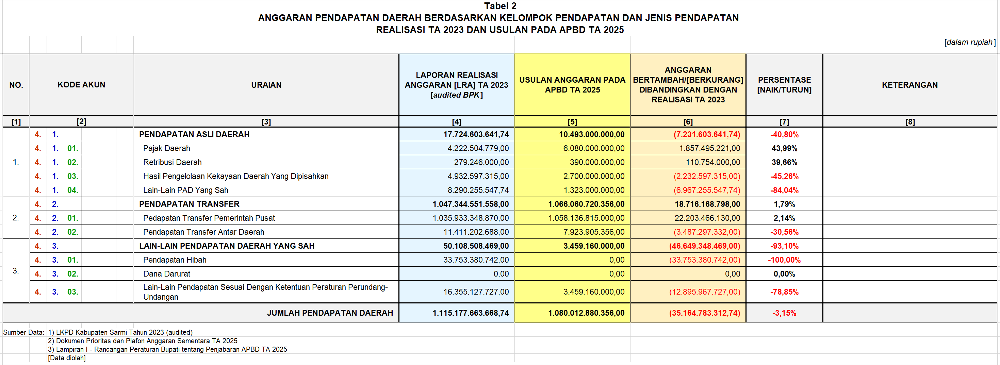 Tabel 2
ANGGARAN PENDAPATAN DAERAH BERDASARKAN KELOMPOK PENDAPATAN DAN JENIS PENDAPATAN
REALISASI TA 2023 DAN USULAN PADA APBD TA 2025
[dalam rupiah]
NO. KODE AKUN URAIAN LAPORAN REALISASI ANGGARAN [LRA] TA 2023 [audited BPK] USULAN ANGGARAN PADA APBD TA 2025 ANGGARAN BERTAMBAH/[BERKURANG] DIBANDINGKAN DENGAN REALISASI TA 2023 PERSENTASE [NAIK/TURUN] KETERANGAN
[1] [2] [3] [4] [5] [6] [7] [8]
1. 4. 1. PENDAPATAN ASLI DAERAH 17.724.603.641,74 10.493.000.000,00 (7.231.603.641,74) -40,80%
4. 1. 01. Pajak Daerah 4.222.504.779,00 6.080.000.000,00 1.857.495.221,00 43,99%
4. 1. 02. Retribusi Daerah 279.246.000,00 390.000.000,00 110.754.000,00 39,66%
4. 1. 03. Hasil Pengelolaan Kekayaan Daerah Yang Dipisahkan 4.932.597.315,00 2.700.000.000,00 (2.232.597.315,00) -45,26%
4. 1. 04. Lain-Lain PAD Yang Sah 8.290.255.547,74 1.323.000.000,00 (6.967.255.547,74) -84,04%
2. 4. 2. PENDAPATAN TRANSFER 1.047.344.551.558,00 1.066.060.720.356,00 18.716.168.798,00 1,79%
4. 2. 01. Pedapatan Transfer Pemerintah Pusat 1.035.933.348.870,00 1.058.136.815.000,00 22.203.466.130,00 2,14%
4. 2. 02. Pendapatan Transfer Antar Daerah 11.411.202.688,00 7.923.905.356,00 (3.487.297.332,00) -30,56%
3. 4. 3. LAIN-LAIN PENDAPATAN DAERAH YANG SAH 50.108.508.469,00 3.459.160.000,00 (46.649.348.469,00) -93,10%
4. 3. 01. Pendapatan Hibah 33.753.380.742,00 0,00 (33.753.380.742,00) -100,00%
4. 3. 02. Dana Darurat 0,00 0,00 0,00 0,00%
4. 3. 03. Lain-Lain Pendapatan Sesuai Dengan Ketentuan Peraturan Perundang-
Undangan 16.355.127.727,00 3.459.160.000,00 (12.895.967.727,00) -78,85%
JUMLAH PENDAPATAN DAERAH 1.115.177.663.668,74 1.080.012.880.356,00 (35.164.783.312,74) -3,15%
Sumber Data: 1) LKPD Kabupaten Sarmi Tahun 2023 (audited)
2) Dokumen Prioritas dan Plafon Anggaran Sementara TA 2025
3) Lampiran I - Rancangan Peraturan Bupati tentang Penjabaran APBD TA 2025
[Data diolah]